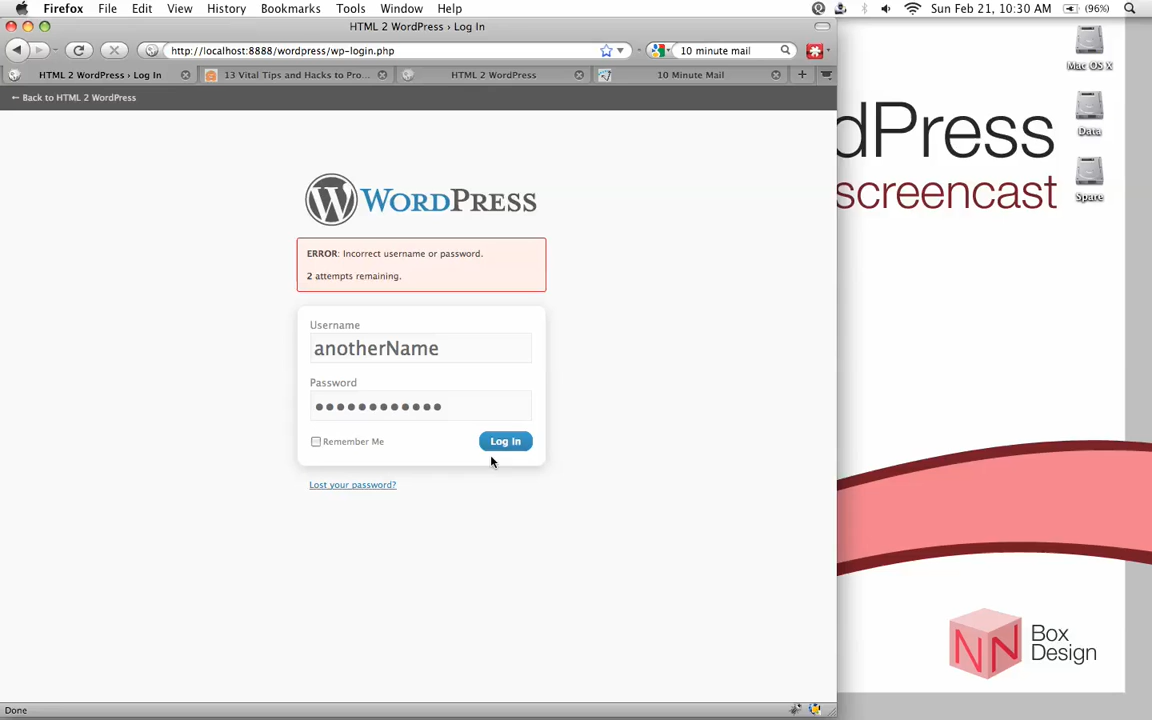 Firefox File Edit View History Bookmarks Tools Window Help Sun Feb 21, 10:30 AM (96%)
HTML 2 WordPress › Log In
http://localhost:8888/wordpress/wp-login.php 10 minute mail
HTML 2 WordPress › Log In 13 Vital Tips and Hacks to Pro... HTML 2 WordPress 10 Minute Mail
← Back to HTML 2 WordPress
Mac OS X
Data
Spare
dPress
screencast
WORDPRESS
ERROR: Incorrect username or password.
2 attempts remaining.
Username
anotherName
Password
Remember Me Log In
Lost your password?
NN Box
Design
Done